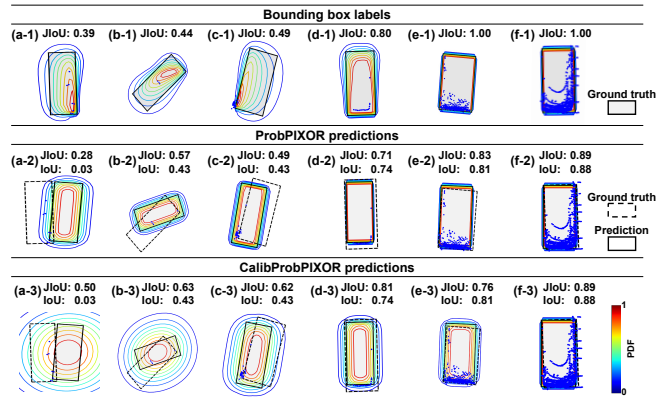 Bounding box labels
(a-1) JIoU: 0.39 (b-1) JIoU: 0.44 (c-1) JIoU: 0.49 (d-1) JIoU: 0.80 (e-1) JIoU: 1.00 (f-1) JIoU: 1.00
Ground truth
ProbPIXOR predictions
(a-2) JIoU: 0.28 (b-2) JIoU: 0.57 (c-2) JIoU: 0.49 (d-2) JIoU: 0.71 (e-2) JIoU: 0.83 (f-2) JIoU: 0.89
IoU: 0.03 IoU: 0.43 IoU: 0.43 IoU: 0.74 IoU: 0.81 IoU: 0.88
Ground truth
Prediction
CalibProbPIXOR predictions
(a-3) JIoU: 0.50 (b-3) JIoU: 0.63 (c-3) JIoU: 0.62 (d-3) JIoU: 0.81 (e-3) JIoU: 0.76 (f-3) JIoU: 0.89
IoU: 0.03 IoU: 0.43 IoU: 0.43 IoU: 0.74 IoU: 0.81 IoU: 0.88
1
PDF
0